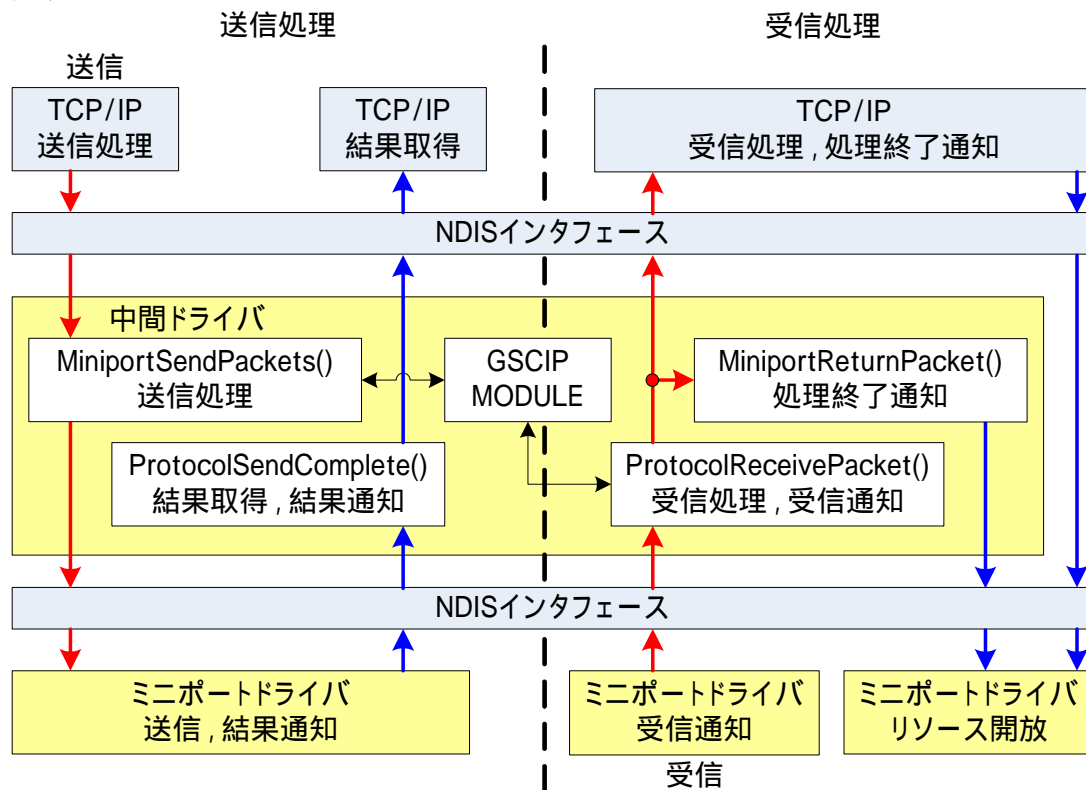 送信処理
受信処理
送信
TCP/IP
送信処理
TCP/IP
結果取得
TCP/IP
受信処理 , 処理終了通知
NDISインタフェース
中間ドライバ
MiniportSendPackets()
送信処理
GSCIP
MODULE
MiniportReturnPacket()
処理終了通知
ProtocolSendComplete()
結果取得 , 結果通知
ProtocolReceivePacket()
受信処理 , 受信通知
NDISインタフェース
ミニポートドライバ
送信 , 結果通知
ミニポートドライバ
受信通知
ミニポートドライバ
リソース開放
受信